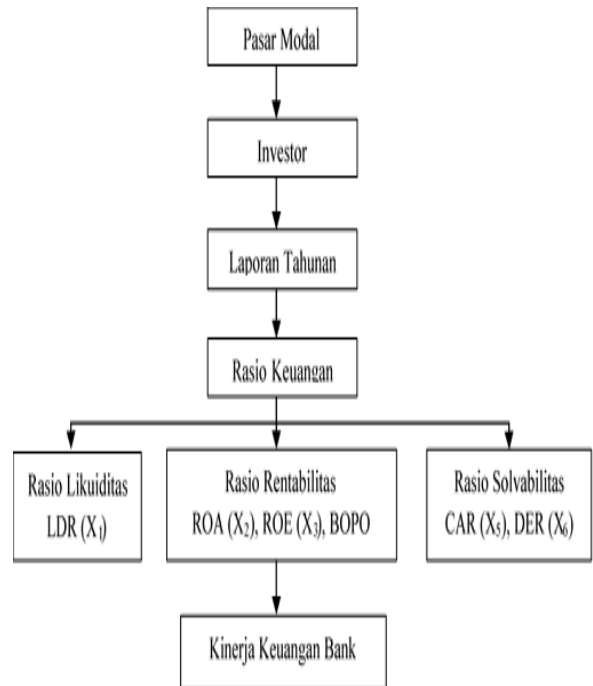 Pasar Modal
Investor
Laporan Tahunan
Rasio Keuangan
Rasio Likuiditas
LDR (X₁)
Rasio Rentabilitas
ROA (X₂), ROE (X₃), BOPO
Rasio Solvabilitas
CAR (X₅), DER (X₆)
Kinerja Keuangan Bank